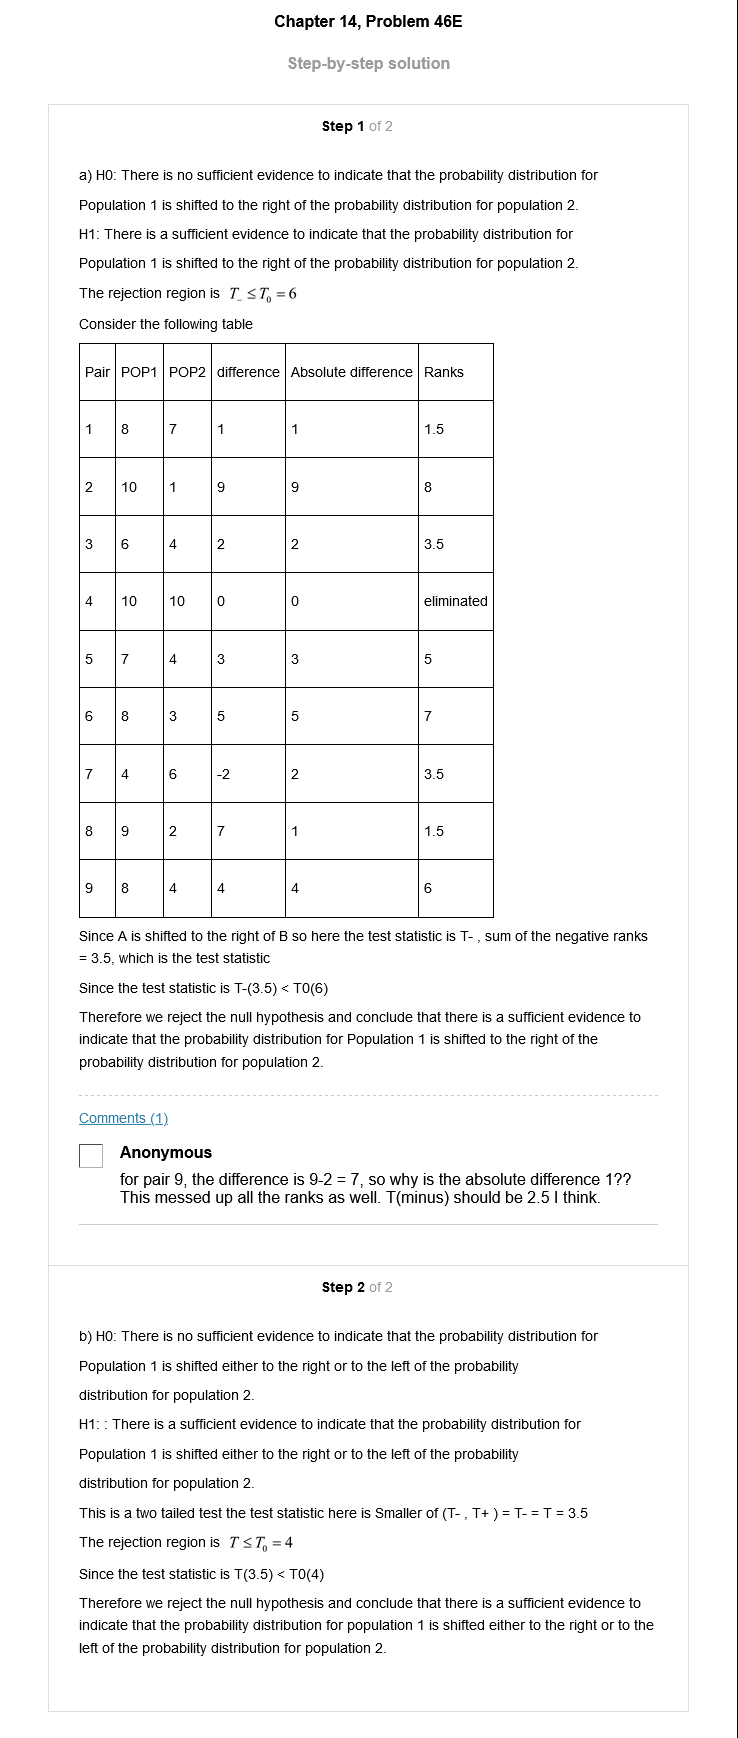 Chapter 14, Problem 46E
Step-by-step solution
Step 1 of 2
a) H0: There is no sufficient evidence to indicate that the probability distribution for
Population 1 is shifted to the right of the probability distribution for population 2.
H1: There is a sufficient evidence to indicate that the probability distribution for
Population 1 is shifted to the right of the probability distribution for population 2.
The rejection region is T_ ≤ T₀ = 6
Consider the following table
Pair POP1 POP2 difference Absolute difference Ranks
1 8 7 1 1 1.5
2 10 1 9 9 8
3 6 4 2 2 3.5
4 10 10 0 0 eliminated
5 7 4 3 3 5
6 8 3 5 5 7
7 4 6 -2 2 3.5
8 9 2 7 1 1.5
9 8 4 4 4 6
Since A is shifted to the right of B so here the test statistic is T- , sum of the negative ranks
= 3.5, which is the test statistic
Since the test statistic is T-(3.5) < T0(6)
Therefore we reject the null hypothesis and conclude that there is a sufficient evidence to
indicate that the probability distribution for Population 1 is shifted to the right of the
probability distribution for population 2.
Comments (1)
Anonymous
for pair 9, the difference is 9-2 = 7, so why is the absolute difference 1??
This messed up all the ranks as well. T(minus) should be 2.5 I think.
Step 2 of 2
b) H0: There is no sufficient evidence to indicate that the probability distribution for
Population 1 is shifted either to the right or to the left of the probability
distribution for population 2.
H1: : There is a sufficient evidence to indicate that the probability distribution for
Population 1 is shifted either to the right or to the left of the probability
distribution for population 2.
This is a two tailed test the test statistic here is Smaller of (T- , T+ ) = T- = T = 3.5
The rejection region is T ≤ T₀ = 4
Since the test statistic is T(3.5) < T0(4)
Therefore we reject the null hypothesis and conclude that there is a sufficient evidence to
indicate that the probability distribution for population 1 is shifted either to the right or to the
left of the probability distribution for population 2.